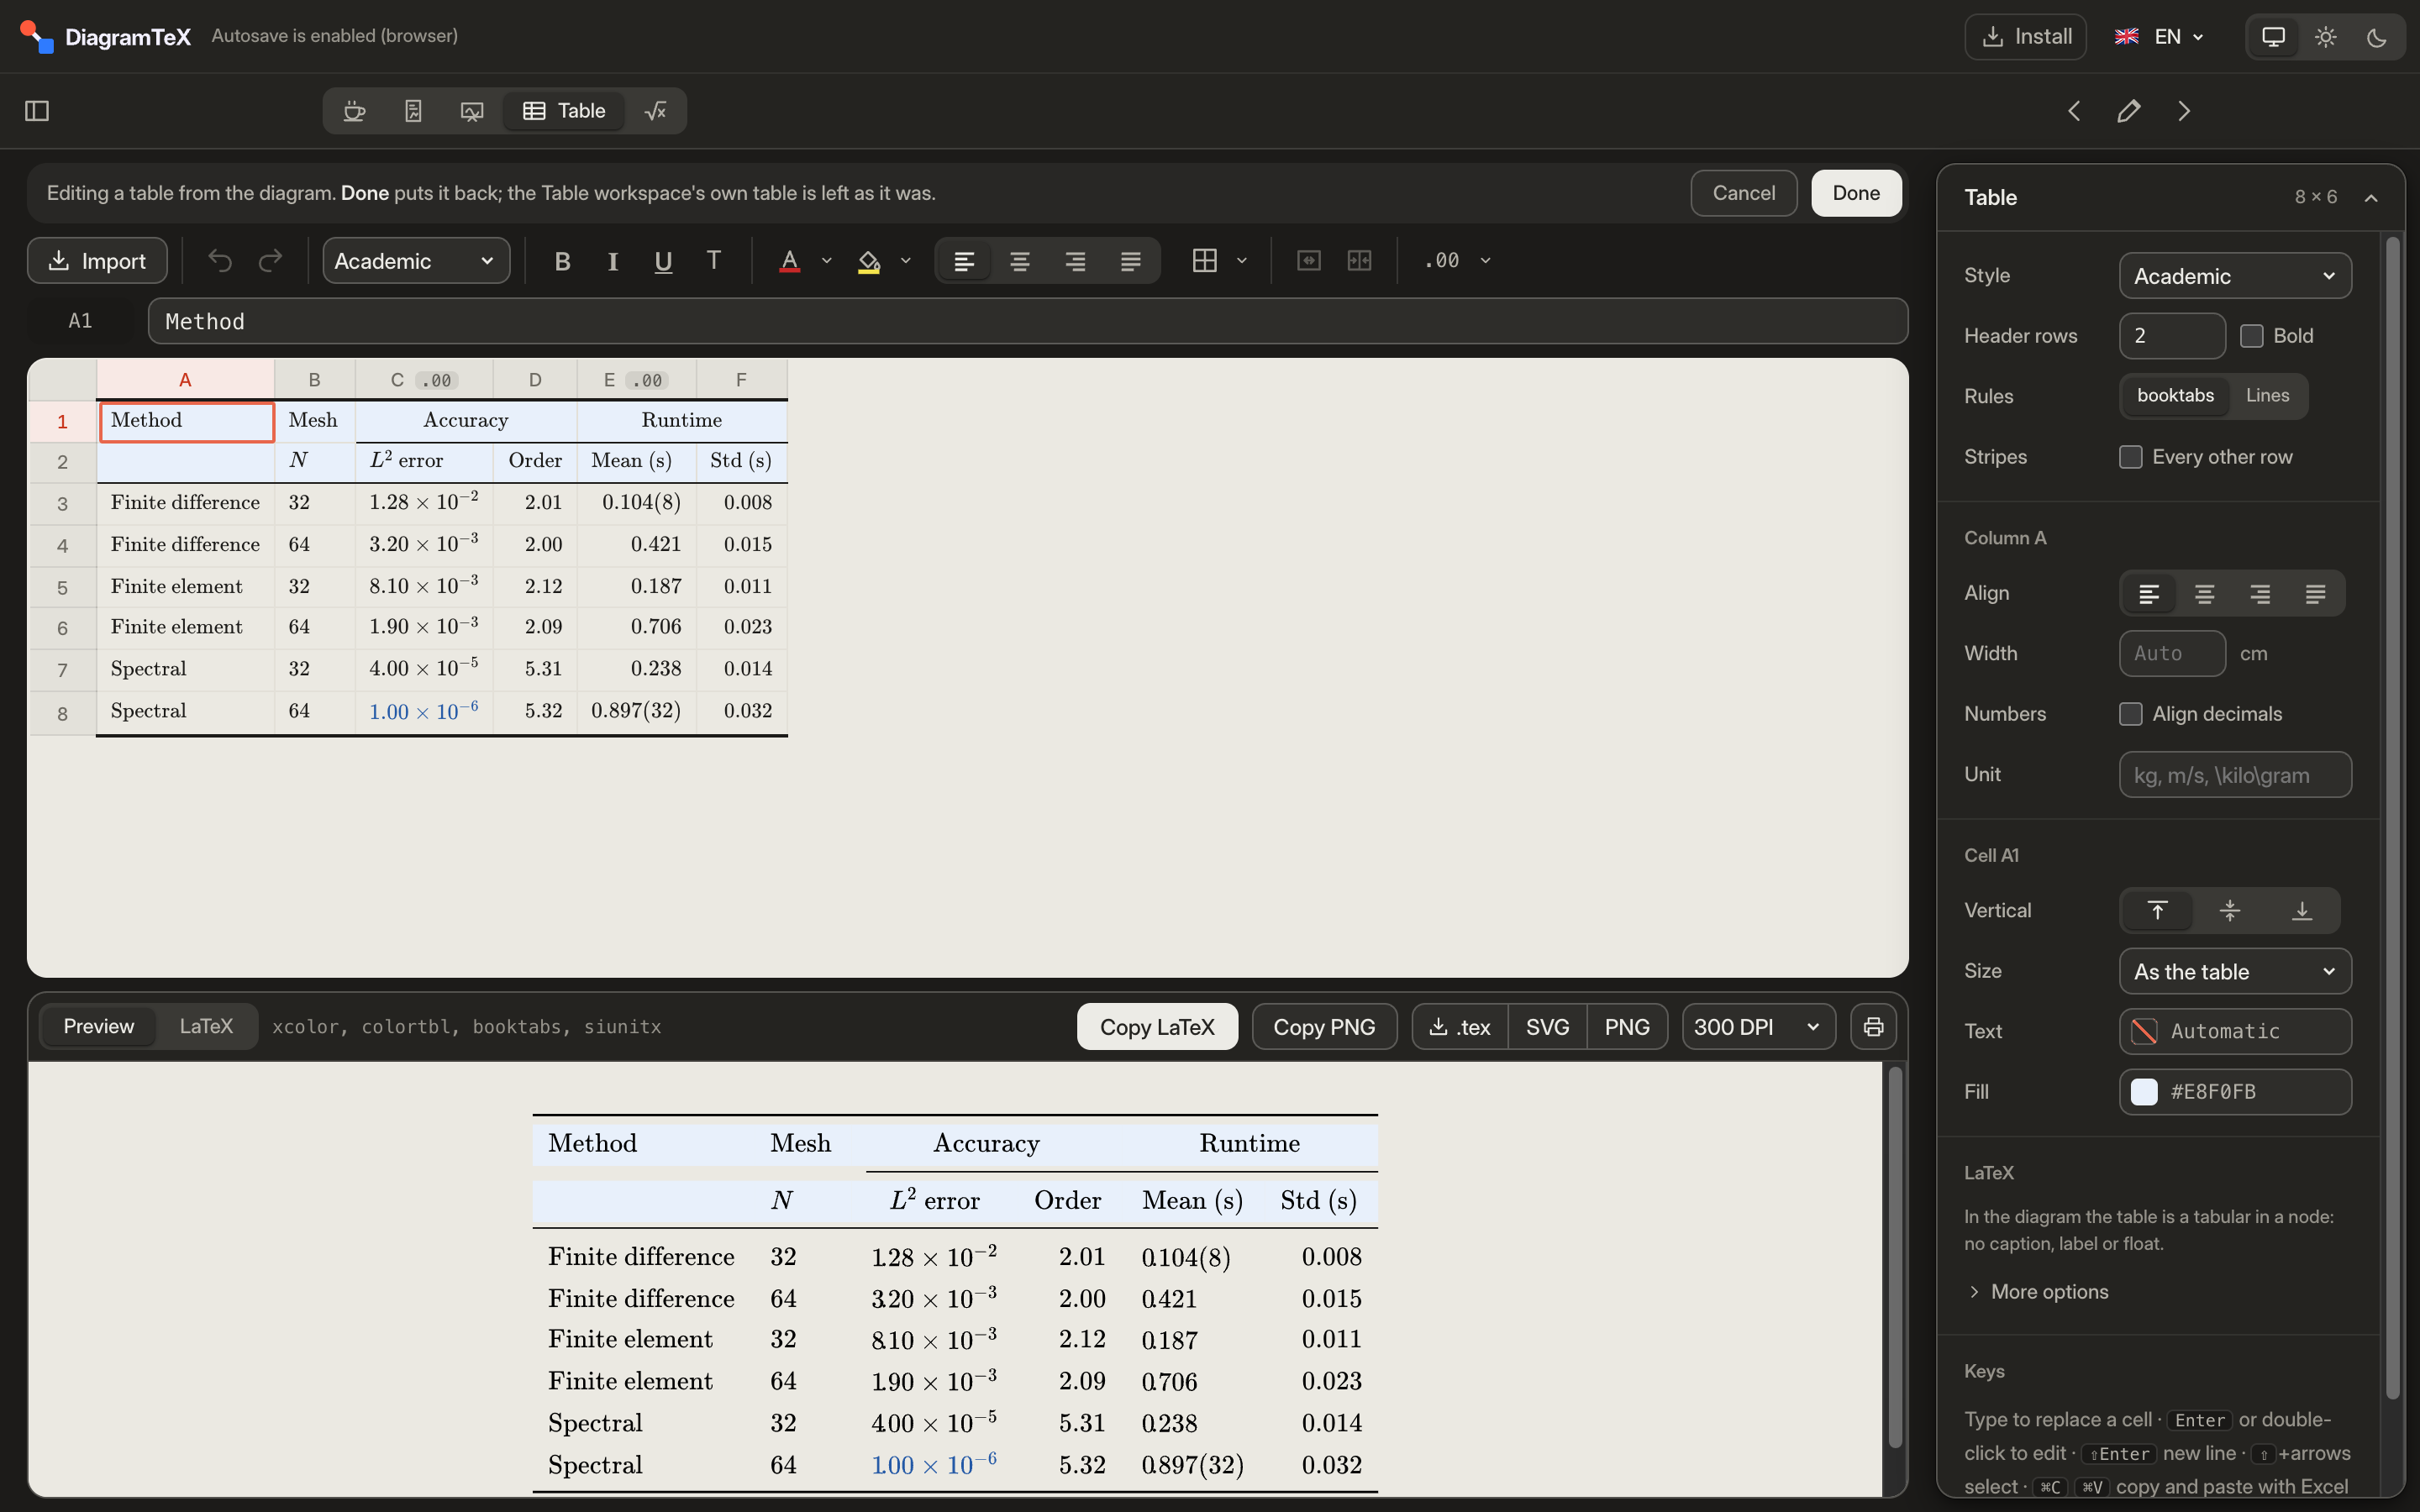 DiagramTeX Autosave is enabled (browser) Install EN
Table
Editing a table from the diagram. Done puts it back; the Table workspace's own table is left as it was. Cancel Done
Import Academic B I U T A .00
A1 Method
A B C .00 D E .00 F
1 Method Mesh Accuracy Runtime
2 N L² error Order Mean (s) Std (s)
3 Finite difference 32 1.28 × 10⁻² 2.01 0.104(8) 0.008
4 Finite difference 64 3.20 × 10⁻³ 2.00 0.421 0.015
5 Finite element 32 8.10 × 10⁻³ 2.12 0.187 0.011
6 Finite element 64 1.90 × 10⁻³ 2.09 0.706 0.023
7 Spectral 32 4.00 × 10⁻⁵ 5.31 0.238 0.014
8 Spectral 64 1.00 × 10⁻⁶ 5.32 0.897(32) 0.032
Preview LaTeX xcolor, colortbl, booktabs, siunitx Copy LaTeX Copy PNG .tex SVG PNG 300 DPI
Method Mesh Accuracy Runtime
N L² error Order Mean (s) Std (s)
Finite difference 32 1.28 × 10⁻² 2.01 0.104(8) 0.008
Finite difference 64 3.20 × 10⁻³ 2.00 0.421 0.015
Finite element 32 8.10 × 10⁻³ 2.12 0.187 0.011
Finite element 64 1.90 × 10⁻³ 2.09 0.706 0.023
Spectral 32 4.00 × 10⁻⁵ 5.31 0.238 0.014
Spectral 64 1.00 × 10⁻⁶ 5.32 0.897(32) 0.032
Table 8 × 6
Style Academic
Header rows 2 Bold
Rules booktabs Lines
Stripes Every other row
Column A
Align
Width Auto cm
Numbers Align decimals
Unit kg, m/s, \kilo\gram
Cell A1
Vertical
Size As the table
Text Automatic
Fill #E8F0FB
LaTeX
In the diagram the table is a tabular in a node:
no caption, label or float.
More options
Keys
Type to replace a cell · Enter or double-
click to edit · ⇧Enter new line · ⇧+arrows
select · ⌘C ⌘V copy and paste with Excel